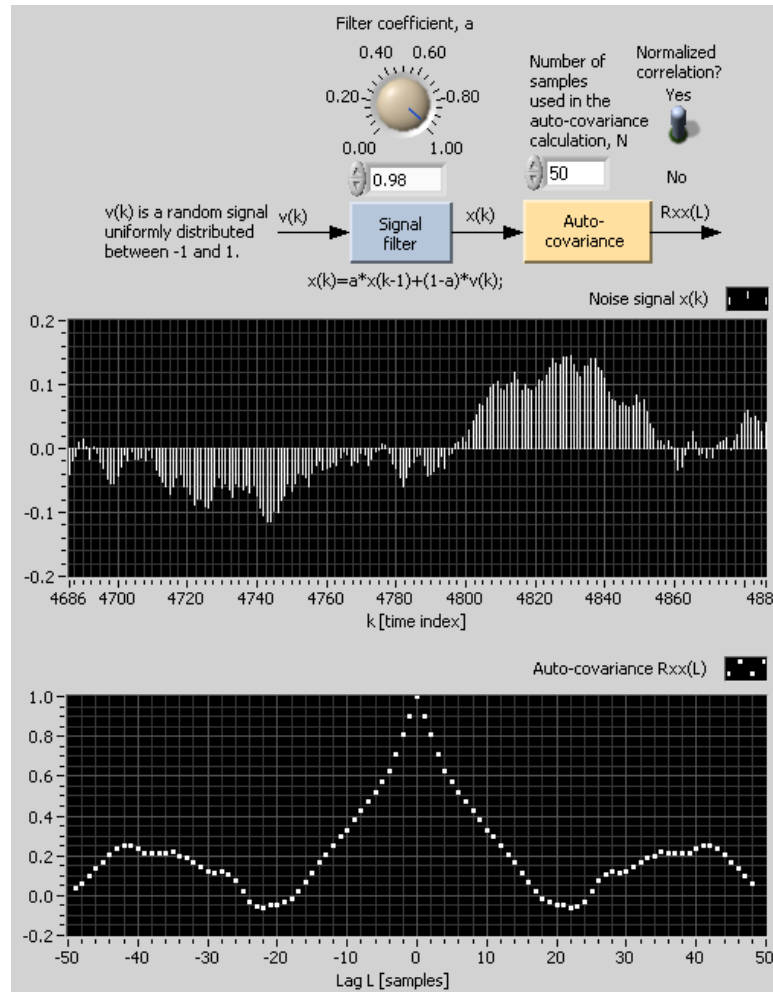 Filter coefficient, a
0.40 0.60
0.20 0.80
0.00 1.00
0.98
Number of
samples
used in the
auto-covariance
calculation, N
50
Normalized
correlation?
Yes
No
v(k) is a random signal
uniformly distributed
between -1 and 1.
v(k)
Signal
filter
x(k)
Auto-
covariance
Rxx(L)
x(k)=a*x(k-1)+(1-a)*v(k);
Noise signal x(k)
0.2
0.1
0.0
-0.1
-0.2
4686 4700 4720 4740 4760 4780 4800 4820 4840 4860 488
k [time index]
Auto-covariance Rxx(L)
1.0
0.8
0.6
0.4
0.2
0.0
-0.2
-50 -40 -30 -20 -10 0 10 20 30 40 50
Lag L [samples]